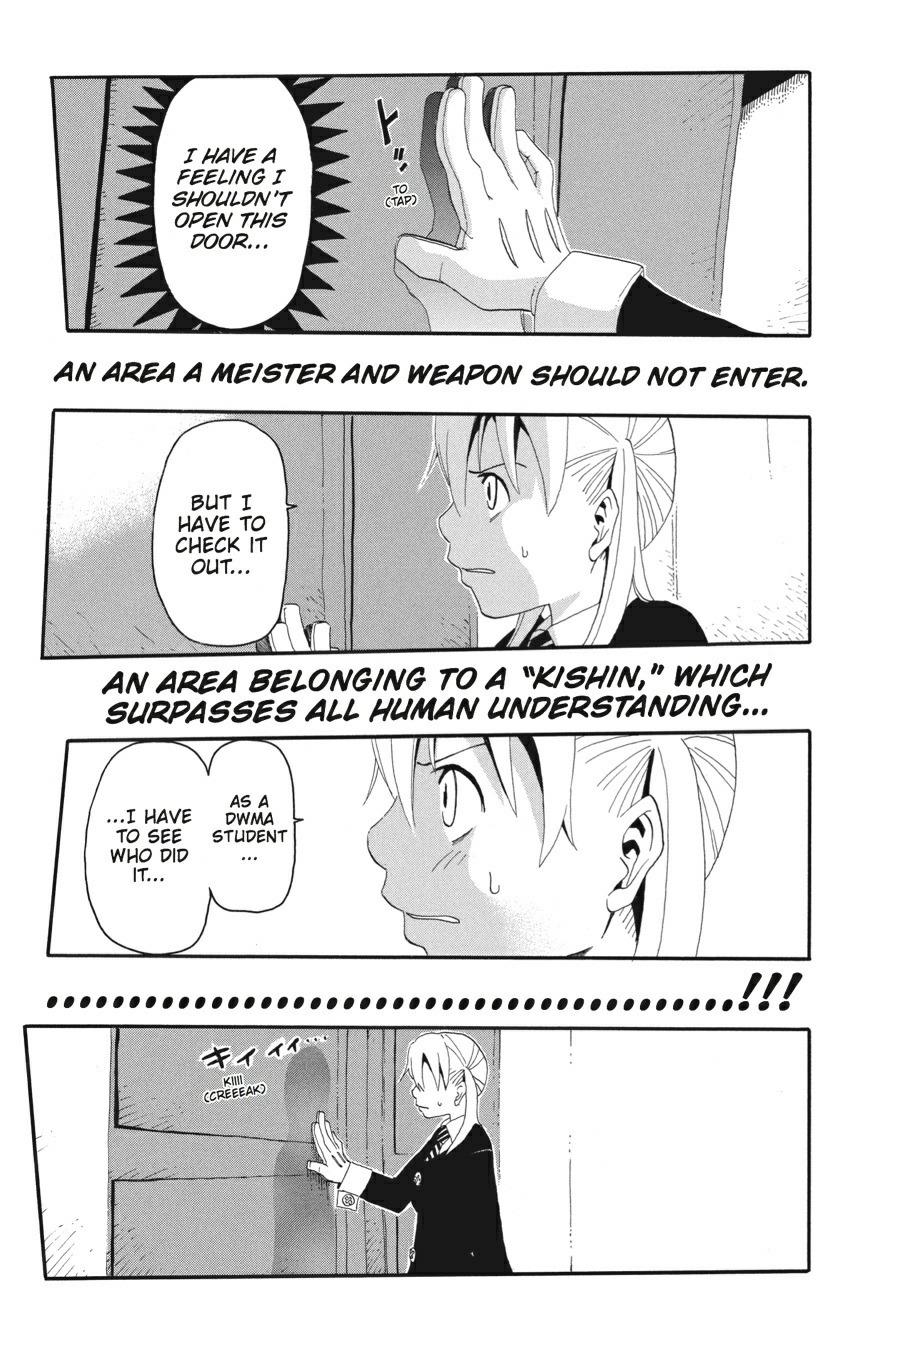 I HAVE A
FEELING I
SHOULDN'T
OPEN THIS
DOOR...
トッ
TO
(TAP)
AN AREA A MEISTER AND WEAPON SHOULD NOT ENTER.
BUT I
HAVE TO
CHECK IT
OUT...
AN AREA BELONGING TO A “KISHIN,” WHICH
SURPASSES ALL HUMAN UNDERSTANDING...
AS A
DWMA
STUDENT
...
...I HAVE
TO SEE
WHO DID
IT...
..............................................!!!
キィィィ...
KIIII
(CREEEAK)